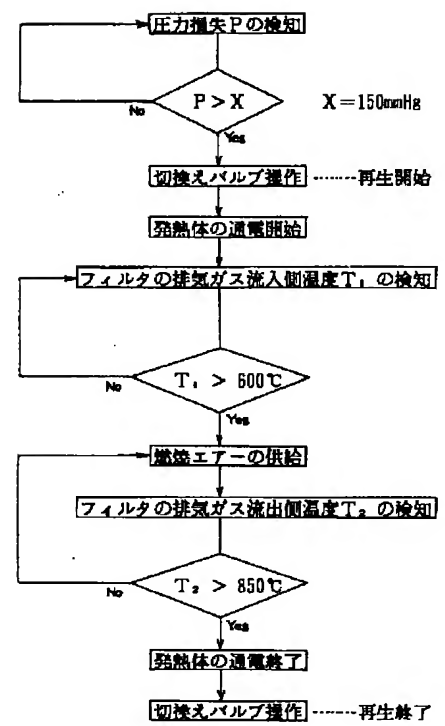 圧力損失Pの検知
P>X X=150mmHg
No
Yes
切換えバルブ操作 ……再生開始
発熱体の通電開始
フィルタの排気ガス流入側温度T₁の検知
T₁ > 600℃
No
Yes
燃焼エアーの供給
フィルタの排気ガス流出側温度T₂の検知
T₂ > 850℃
No
Yes
発熱体の通電終了
切換えバルブ操作 ……再生終了